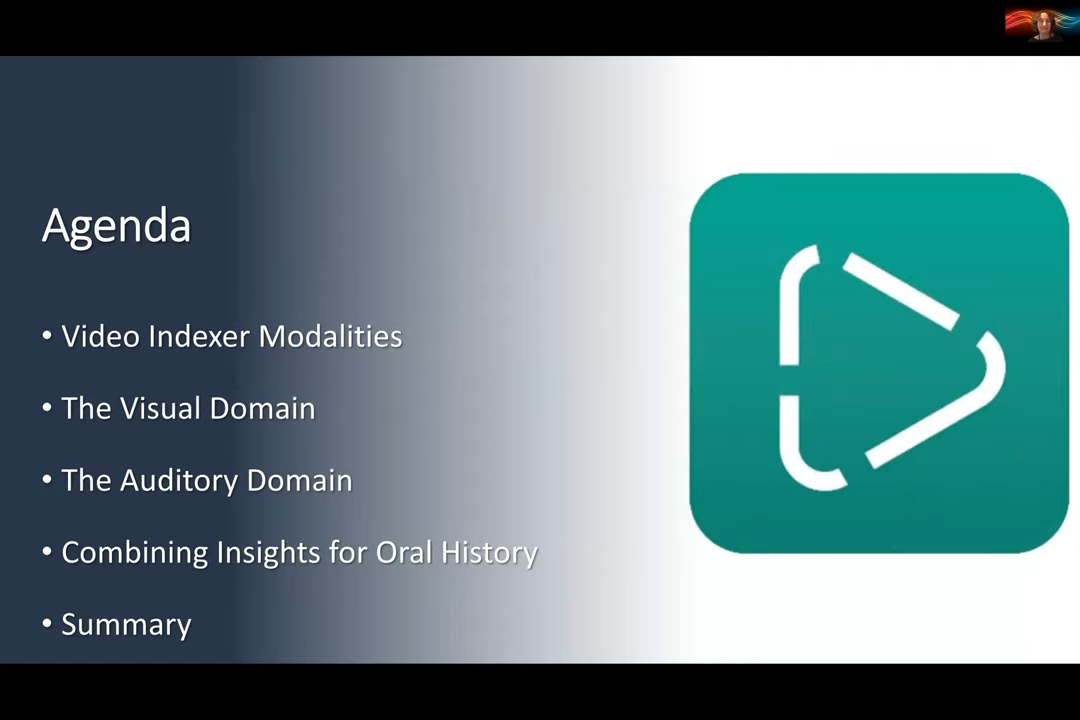 Agenda
• Video Indexer Modalities
• The Visual Domain
• The Auditory Domain
• Combining Insights for Oral History
• Summary